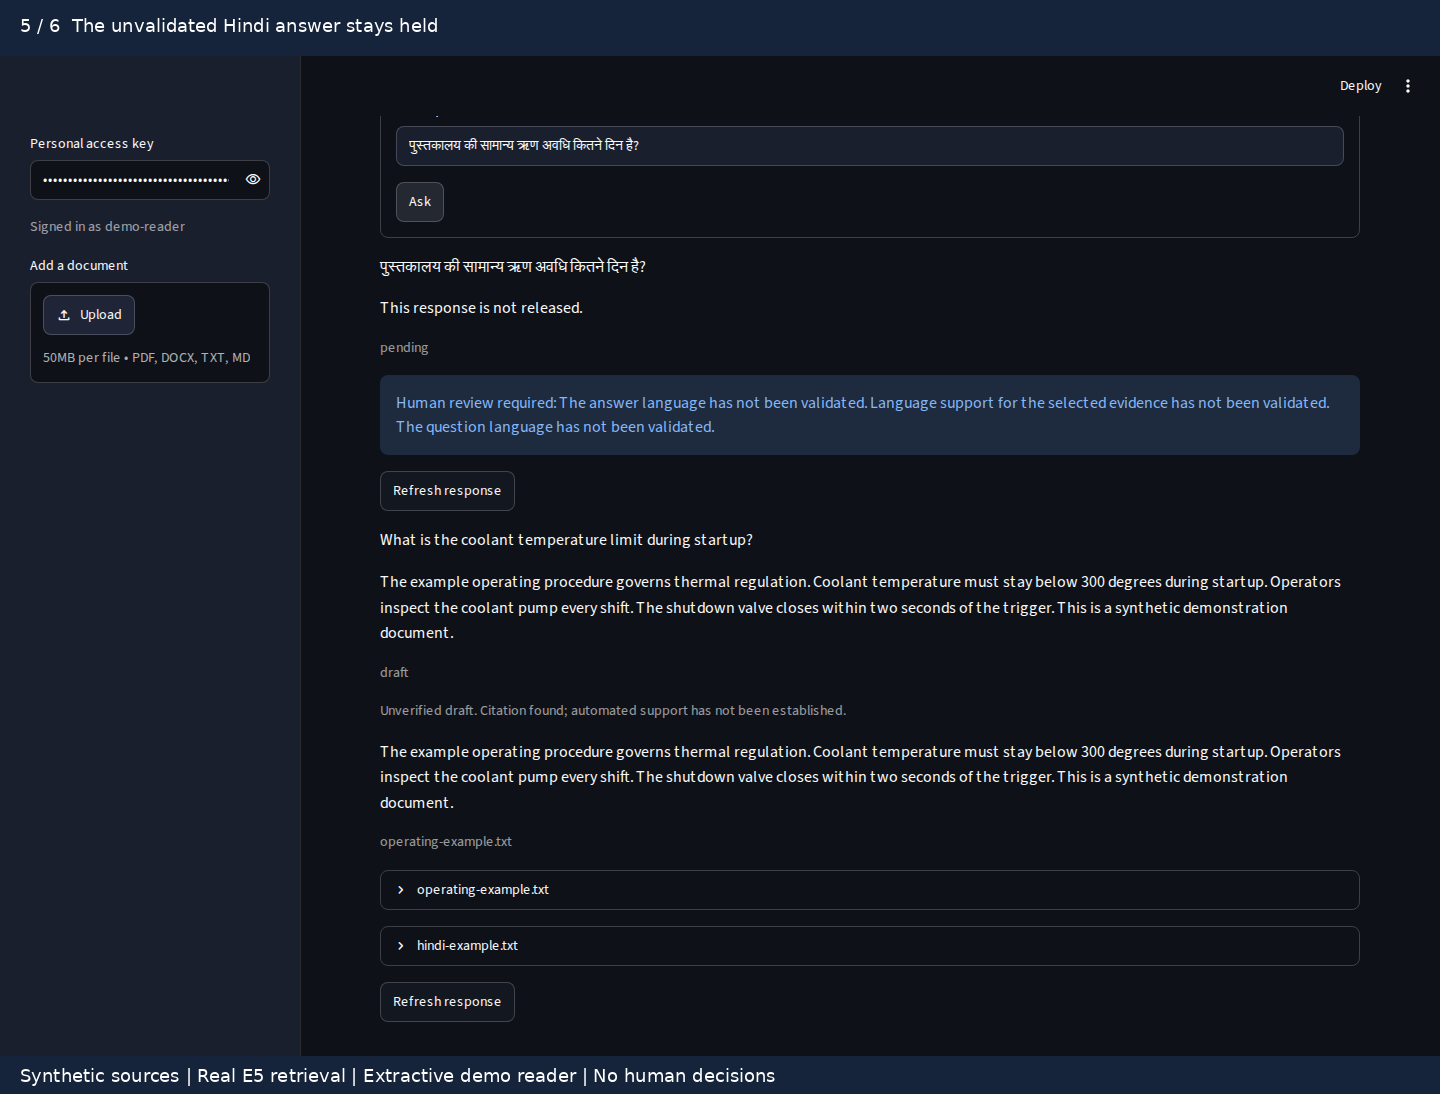 5 / 6 The unvalidated Hindi answer stays held
Deploy
Personal access key
Signed in as demo-reader
Add a document
Upload
50MB per file • PDF, DOCX, TXT, MD
पुस्तकालय की सामान्य ऋण अवधि कितने दिन है?
Ask
पुस्तकालय की सामान्य ऋण अवधि कितने दिन है?
This response is not released.
pending
Human review required: The answer language has not been validated. Language support for the selected evidence has not been validated.
The question language has not been validated.
Refresh response
What is the coolant temperature limit during startup?
The example operating procedure governs thermal regulation. Coolant temperature must stay below 300 degrees during startup. Operators
inspect the coolant pump every shift. The shutdown valve closes within two seconds of the trigger. This is a synthetic demonstration
document.
draft
Unverified draft. Citation found; automated support has not been established.
The example operating procedure governs thermal regulation. Coolant temperature must stay below 300 degrees during startup. Operators
inspect the coolant pump every shift. The shutdown valve closes within two seconds of the trigger. This is a synthetic demonstration
document.
operating-example.txt
operating-example.txt
hindi-example.txt
Refresh response
Synthetic sources | Real E5 retrieval | Extractive demo reader | No human decisions